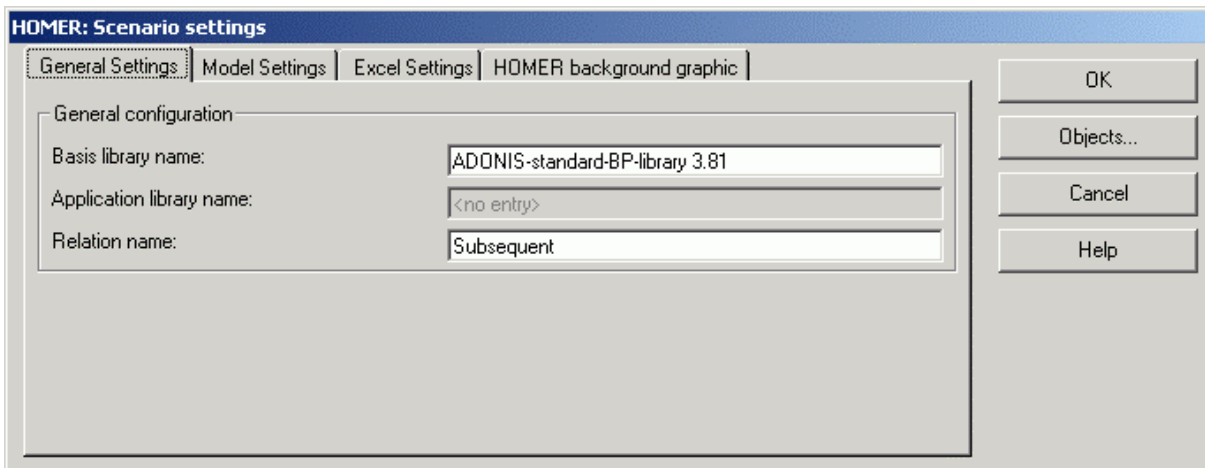 HOMER: Scenario settings
General Settings Model Settings Excel Settings HOMER background graphic
OK
General configuration
Objects...
Basis library name: ADONIS-standard-BP-library 3.81
Application library name: <no entry>
Cancel
Relation name: Subsequent
Help